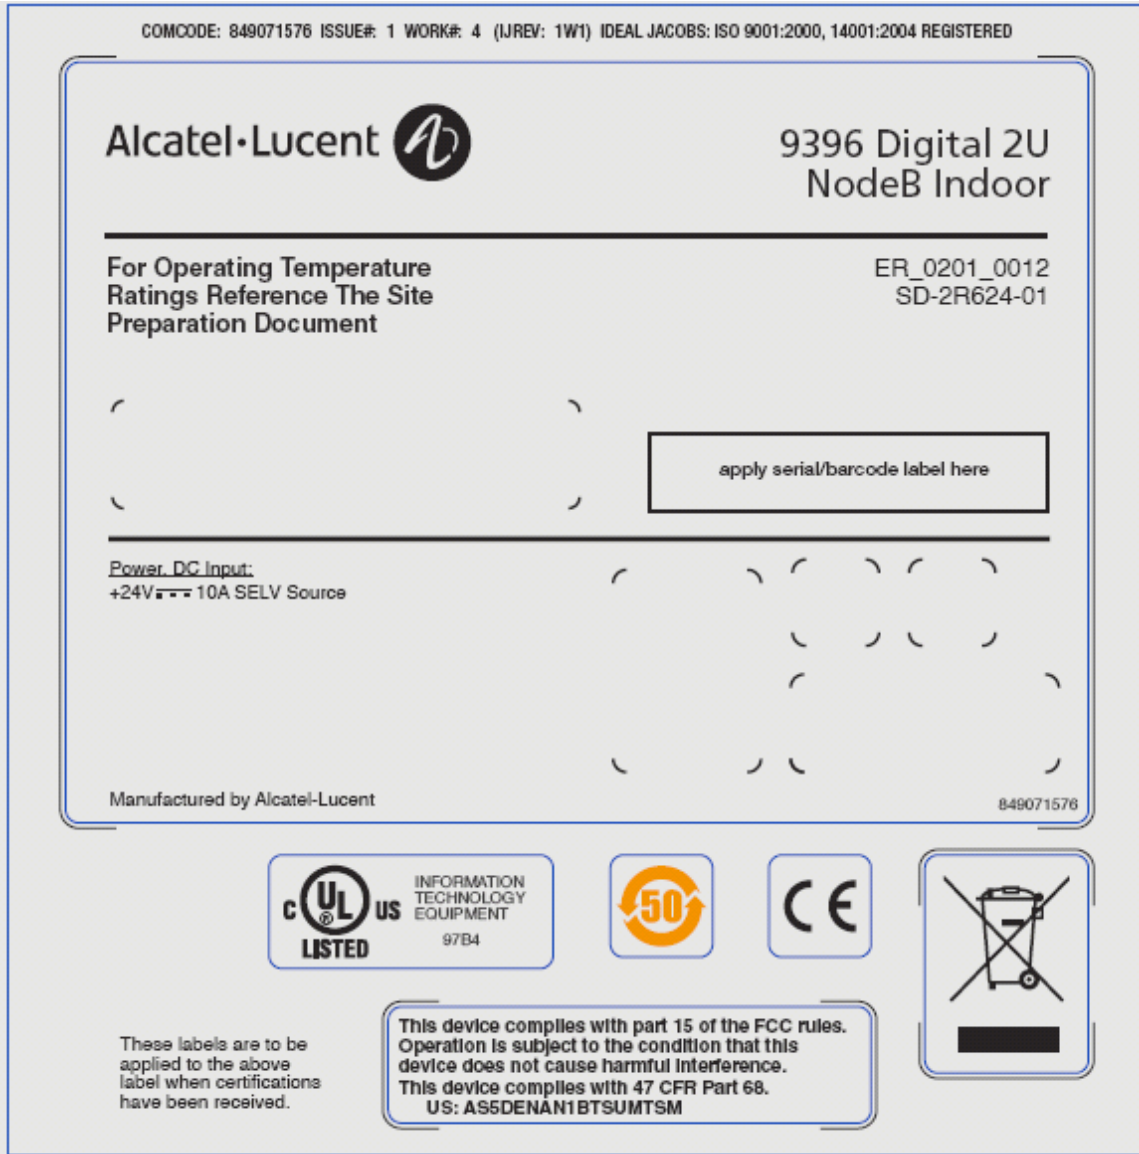 COMCODE: 849071576 ISSUE#: 1 WORK#: 4 (IJREV: 1W1) IDEAL JACOBS: ISO 9001:2000, 14001:2004 REGISTERED
Alcatel·Lucent
9396 Digital 2U
NodeB Indoor
For Operating Temperature
Ratings Reference The Site
Preparation Document
ER_0201_0012
SD-2R624-01
apply serial/barcode label here
Power, DC Input:
+24V⎓ 10A SELV Source
Manufactured by Alcatel-Lucent
849071576
C UL® US
LISTED
INFORMATION
TECHNOLOGY
EQUIPMENT
97B4
50
CE
These labels are to be
applied to the above
label when certifications
have been received.
This device complies with part 15 of the FCC rules.
Operation is subject to the condition that this
device does not cause harmful interference.
This device complies with 47 CFR Part 68.
US: AS5DENAN1BTSUMTSM